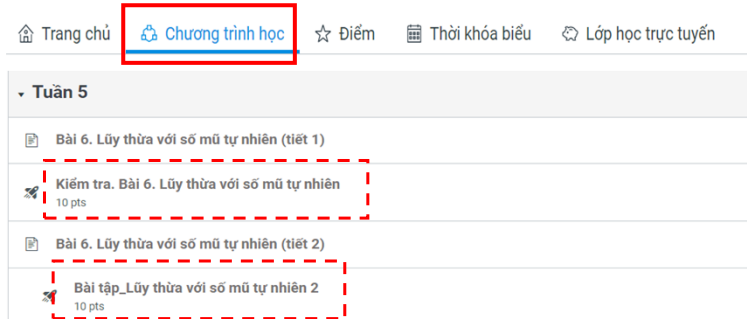 Trang chủ Chương trình học Điểm Thời khóa biểu Lớp học trực tuyến
Tuần 5
Bài 6. Lũy thừa với số mũ tự nhiên (tiết 1)
Kiểm tra. Bài 6. Lũy thừa với số mũ tự nhiên
10 pts
Bài 6. Lũy thừa với số mũ tự nhiên (tiết 2)
Bài tập_Lũy thừa với số mũ tự nhiên 2
10 pts